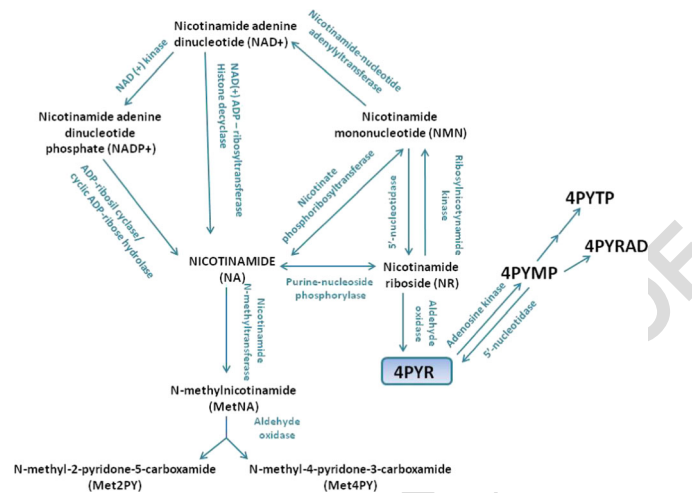 Nicotinamide adenine
dinucleotide (NAD+)
Nicotinamide-nucleotide
adenylyltransferase
NAD (+) kinase
NAD(+) ADP – ribosyltransferase
Histone decyclase
Nicotinamide adenine
dinucleotide
phosphate (NADP+)
Nicotinamide
mononucleotide (NMN)
ADP-ribosil cyclase/
cyclic ADP-ribose hydrolase
Nicotinate
phosphoribosyltransferase
5'-nucleotidase
Ribosylnicotynamide
kinase
4PYTP
4PYRAD
4PYMP
NICOTINAMIDE
(NA)
Purine-nucleoside
phosphorylase
Nicotinamide
riboside (NR)
Adenosine kinase
5'-nucleotidase
Nicotinamide
N-methyltransferase
Aldehyde
oxidase
4PYR
N-methylnicotinamide
(MetNA)
Aldehyde
oxidase
N-methyl-2-pyridone-5-carboxamide
(Met2PY)
N-methyl-4-pyridone-3-carboxamide
(Met4PY)